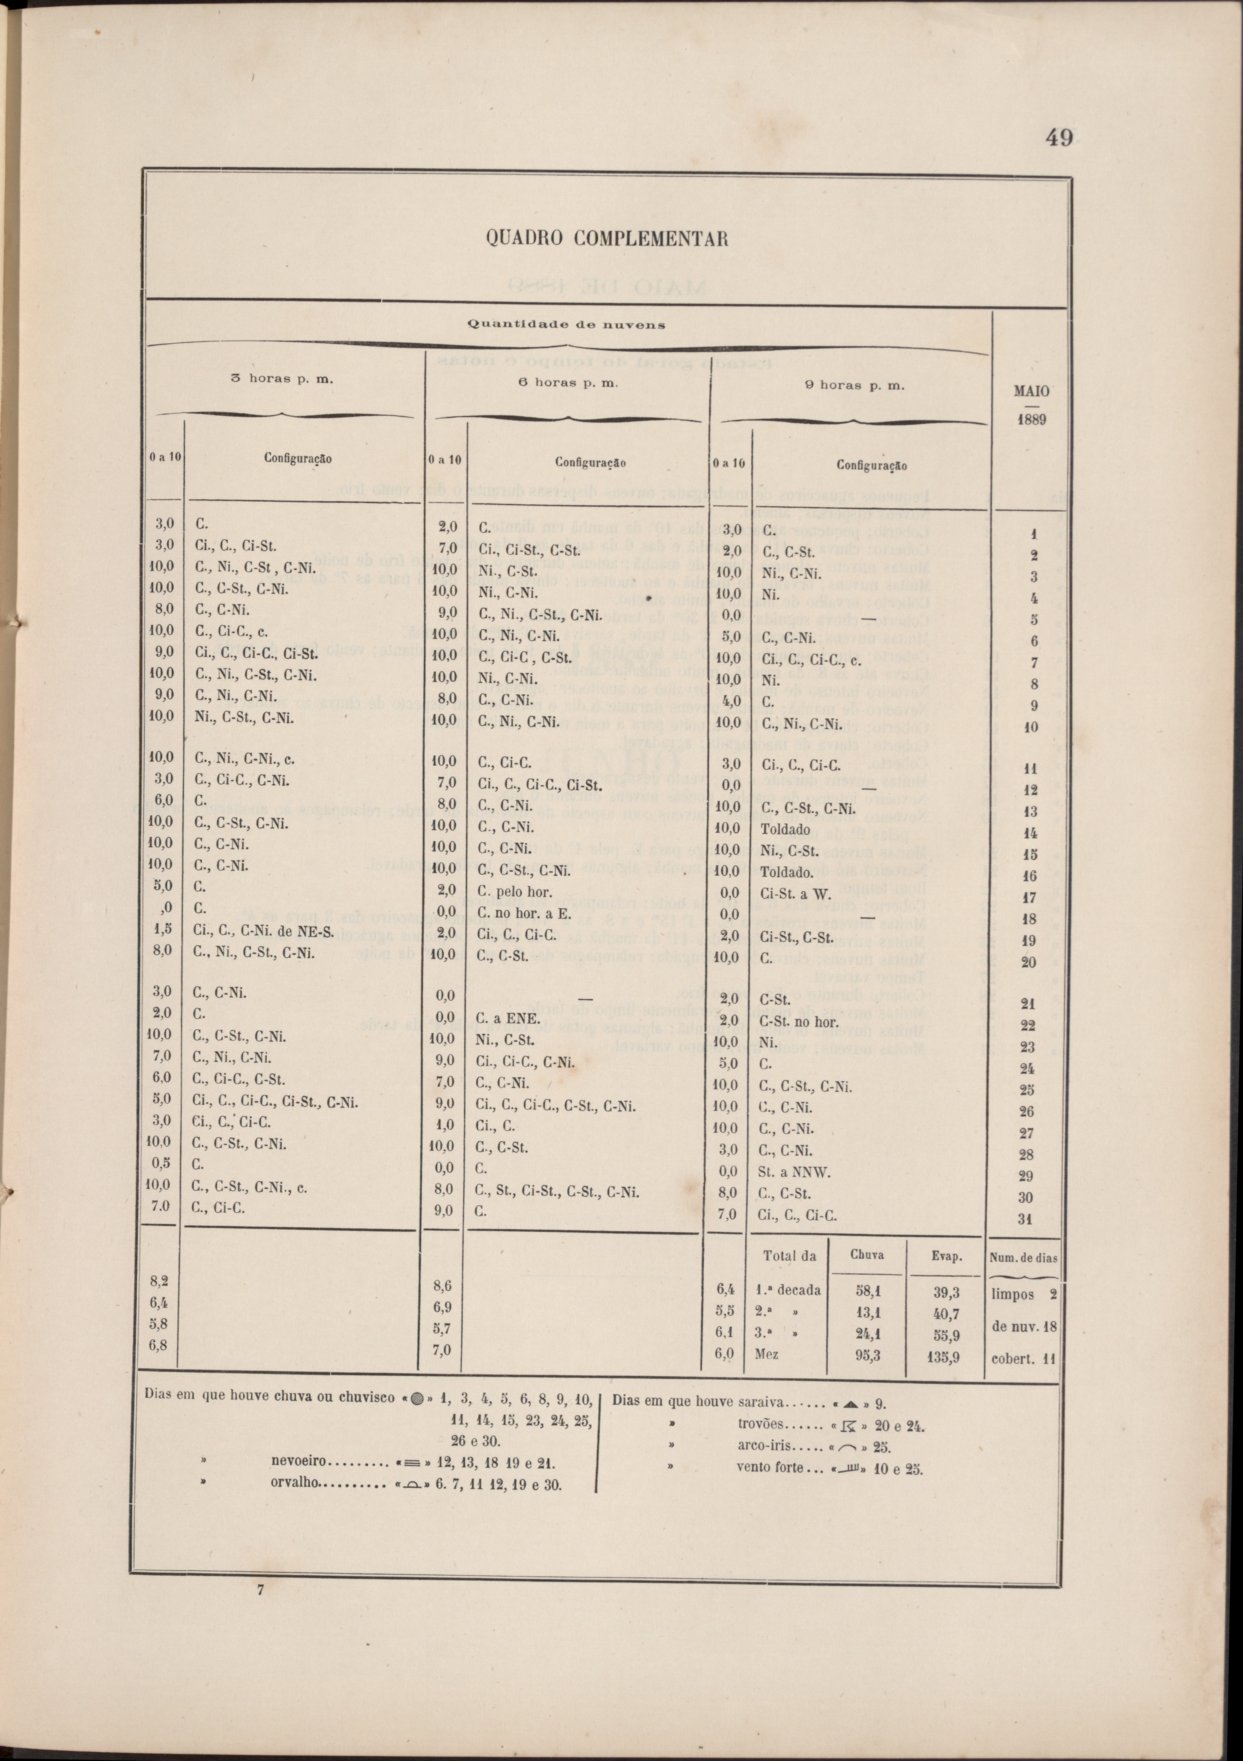 49
QUADRO COMPLEMENTAR
Quantidade de nuvens
3 horas p. m. 6 horas p. m. 9 horas p. m. MAIO
1889
0 a 10 Configuração 0 a 10 Configuração 0 a 10 Configuração
3,0 C. 2,0 C. 3,0 C. 1
3,0 Ci., C., Ci-St. 7,0 Ci., Ci-St., C-St. 2,0 C., C-St. 2
10,0 C., Ni., C-St , C-Ni. 10,0 Ni., C-St. 10,0 Ni., C-Ni. 3
10,0 C., C-St., C-Ni. 10,0 Ni., C-Ni. 10,0 Ni. 4
8,0 C., C-Ni. 9,0 C., Ni., C-St., C-Ni. 0,0 — 5
10,0 C., Ci-C., c. 10,0 C., Ni., C-Ni. 5,0 C., C-Ni. 6
9,0 Ci., C., Ci-C., Ci-St. 10,0 C., Ci-C , C-St. 10,0 Ci., C., Ci-C., c. 7
10,0 C., Ni., C-St., C-Ni. 10,0 Ni., C-Ni. 10,0 Ni. 8
9,0 C., Ni., C-Ni. 8,0 C., C-Ni. 4,0 C. 9
10,0 Ni., C-St., C-Ni. 10,0 C., Ni., C-Ni. 10,0 C., Ni., C-Ni. 10
10,0 C., Ni., C-Ni., c. 10,0 C., Ci-C. 3,0 Ci., C., Ci-C. 11
3,0 C., Ci-C., C-Ni. 7,0 Ci., C., Ci-C., Ci-St. 0,0 — 12
6,0 C. 8,0 C., C-Ni. 10,0 C., C-St., C-Ni. 13
10,0 C., C-St., C-Ni. 10,0 C., C-Ni. 10,0 Toldado 14
10,0 C., C-Ni. 10,0 C., C-Ni. 10,0 Ni., C-St. 15
10,0 C., C-Ni. 10,0 C., C-St., C-Ni. 10,0 Toldado. 16
5,0 C. 2,0 C. pelo hor. 0,0 Ci-St. a W. 17
,0 C. 0,0 C. no hor. a E. 0,0 — 18
1,5 Ci., C., C-Ni. de NE-S. 2,0 Ci., C., Ci-C. 2,0 Ci-St., C-St. 19
8,0 C., Ni., C-St., C-Ni. 10,0 C., C-St. 10,0 C. 20
3,0 C., C-Ni. 0,0 — 2,0 C-St. 21
2,0 C. 0,0 C. a ENE. 2,0 C-St. no hor. 22
10,0 C., C-St., C-Ni. 10,0 Ni., C-St. 10,0 Ni. 23
7,0 C., Ni., C-Ni. 9,0 Ci., Ci-C., C-Ni. 5,0 C. 24
6,0 C., Ci-C., C-St. 7,0 C., C-Ni. 10,0 C., C-St., C-Ni. 25
5,0 Ci., C., Ci-C., Ci-St., C-Ni. 9,0 Ci., C., Ci-C., C-St., C-Ni. 10,0 C., C-Ni. 26
3,0 Ci., C., Ci-C. 1,0 Ci., C. 10,0 C., C-Ni. 27
10,0 C., C-St., C-Ni. 10,0 C., C-St. 3,0 C., C-Ni. 28
0,5 C. 0,0 C. 0,0 St. a NNW. 29
10,0 C., C-St., C-Ni., c. 8,0 C., St., Ci-St., C-St., C-Ni. 8,0 C., C-St. 30
7.0 C., Ci-C. 9,0 C. 7,0 Ci., C., Ci-C. 31
Total da Chuva Evap. Num. de dias
8,2 8,6 6,4 1.ª decada 58,1 39,3 limpos 2
6,4 6,9 5,5 2.ª » 13,1 40,7
5,8 5,7 6,1 3.ª » 24,1 55,9 de nuv. 18
6,8 7,0 6,0 Mez 95,3 135,9 cobert. 11
Dias em que houve chuva ou chuvisco «●» 1, 3, 4, 5, 6, 8, 9, 10,
11, 14, 15, 23, 24, 25,
26 e 30.
» nevoeiro......... «≡» 12, 13, 18 19 e 21.
» orvalho.......... «⌓» 6. 7, 11 12, 19 e 30.
Dias em que houve saraiva...... «▲» 9.
» trovões...... «» 20 e 24.
» arco-iris..... «⌒» 25.
» vento forte... «» 10 e 25.
7